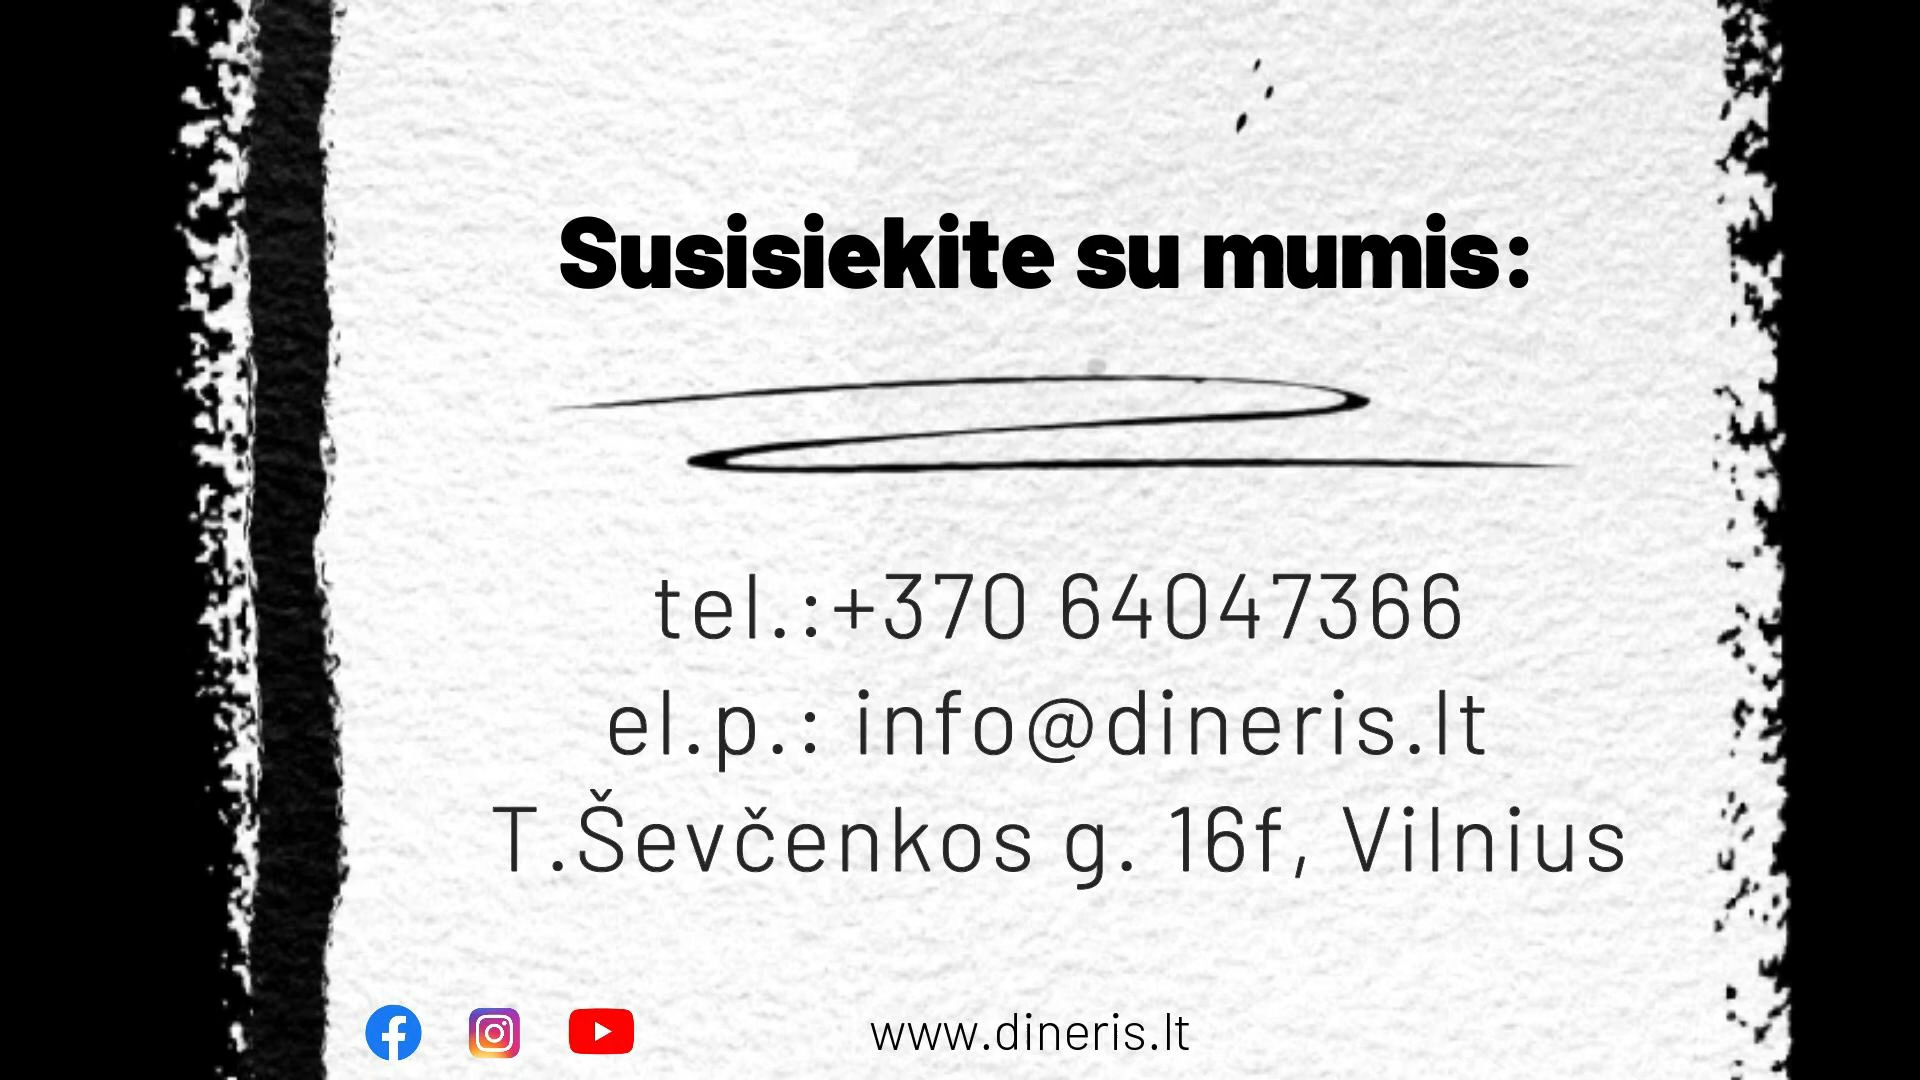 Susisiekite su mumis:
tel.:+370 64047366
el.p.: info@dineris.lt
T.Ševčenkos g. 16f, Vilnius
www.dineris.lt